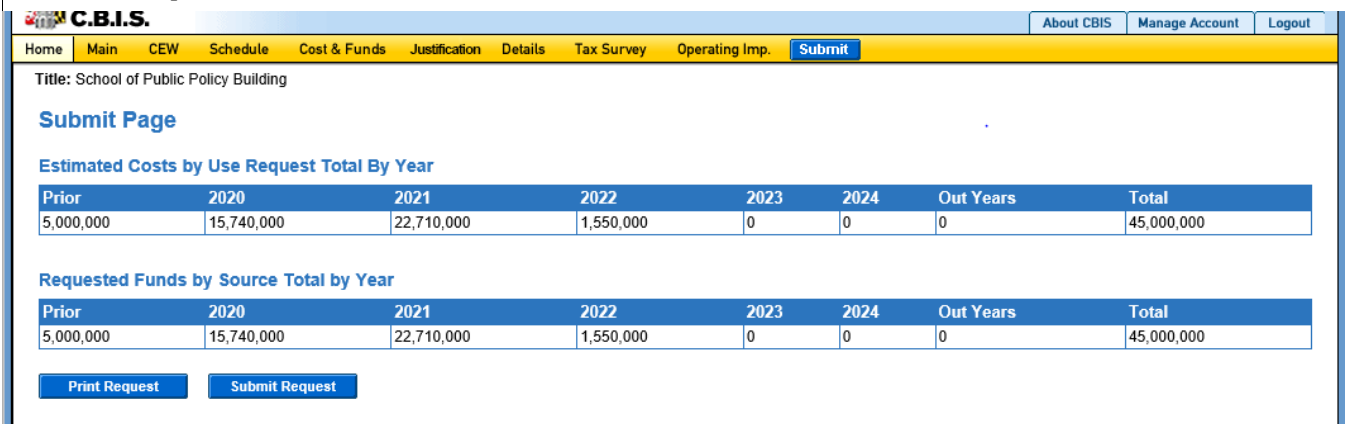 C.B.I.S.
About CBIS Manage Account Logout
Home Main CEW Schedule Cost & Funds Justification Details Tax Survey Operating Imp. Submit
Title: School of Public Policy Building
Submit Page
Estimated Costs by Use Request Total By Year
Prior 2020 2021 2022 2023 2024 Out Years Total
5,000,000 15,740,000 22,710,000 1,550,000 0 0 0 45,000,000
Requested Funds by Source Total by Year
Prior 2020 2021 2022 2023 2024 Out Years Total
5,000,000 15,740,000 22,710,000 1,550,000 0 0 0 45,000,000
Print Request Submit Request